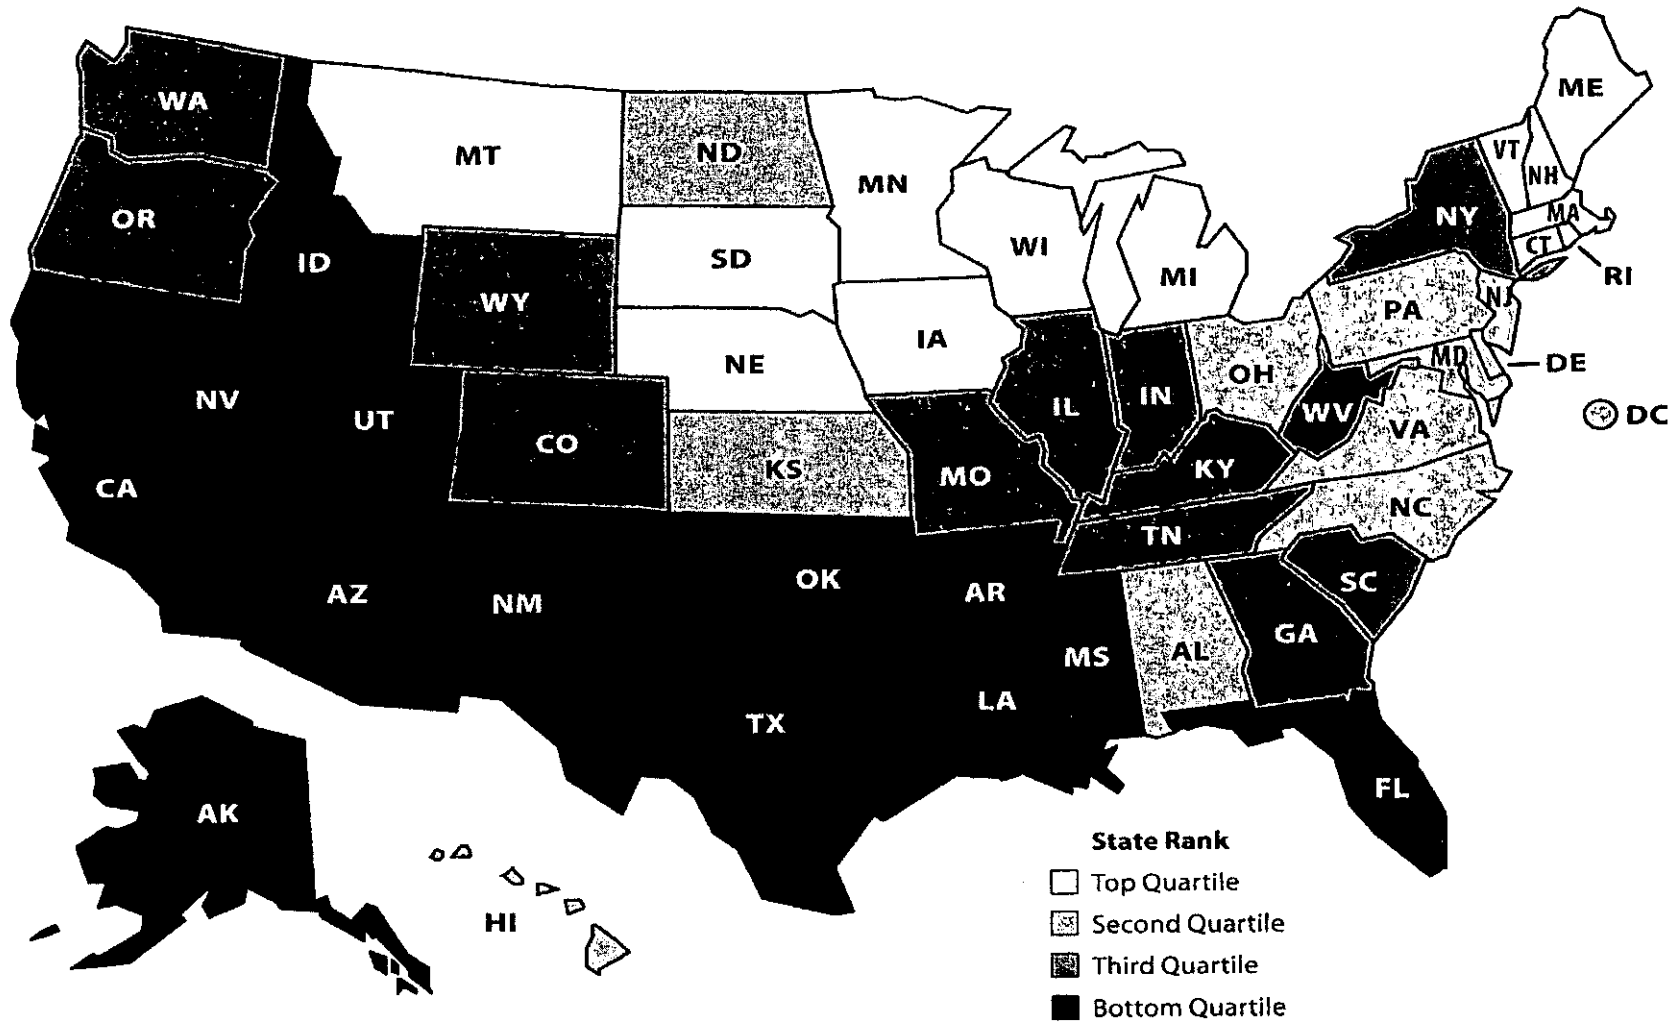 WA
MT
ND
MN
ME
VT
NH
OR
ID
SD
WI
MI
NY
MA
CT
RI
WY
NE
IA
PA
NJ
MD
DE
NV
UT
CO
KS
MO
IL
IN
OH
WV
VA
DC
KY
CA
AZ
NM
OK
AR
TN
NC
SC
GA
AL
MS
LA
TX
FL
AK
HI
State Rank
Top Quartile
Second Quartile
Third Quartile
Bottom Quartile